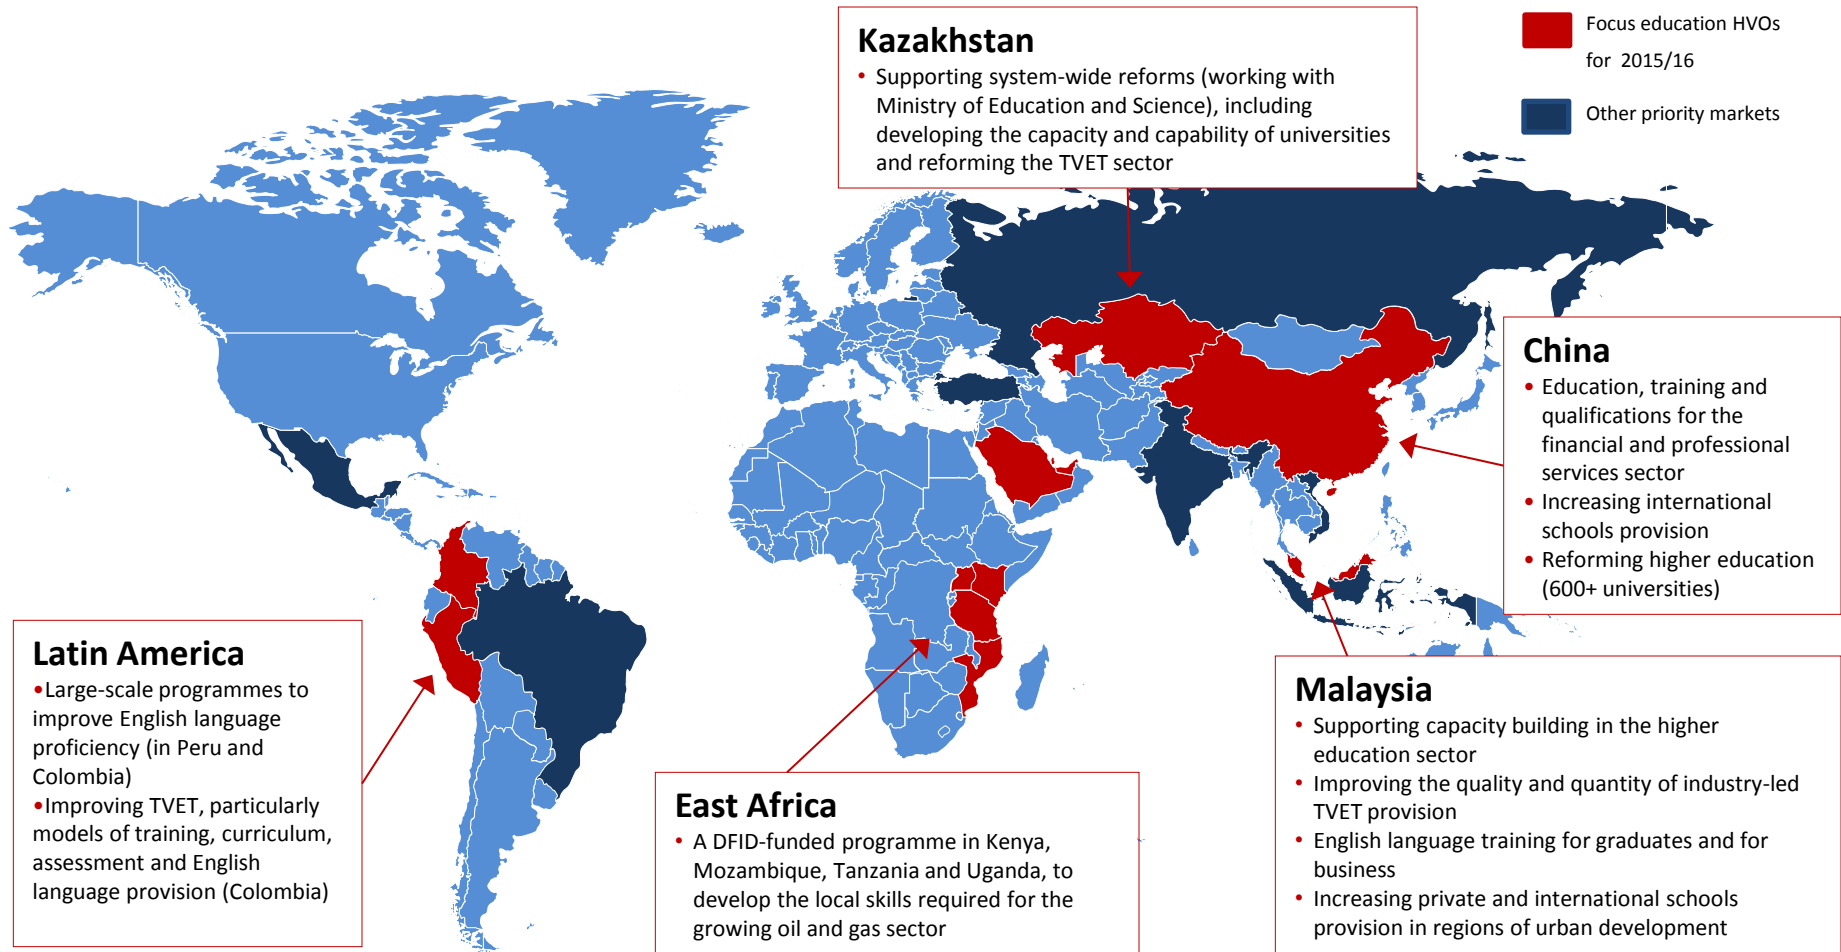 Kazakhstan
• Supporting system-wide reforms (working with
Ministry of Education and Science), including
developing the capacity and capability of universities
and reforming the TVET sector
Focus education HVOs
for 2015/16
Other priority markets
China
• Education, training and
qualifications for the
financial and professional
services sector
• Increasing international
schools provision
• Reforming higher education
(600+ universities)
Latin America
•Large-scale programmes to
improve English language
proficiency (in Peru and
Colombia)
•Improving TVET, particularly
models of training, curriculum,
assessment and English
language provision (Colombia)
East Africa
• A DFID-funded programme in Kenya,
Mozambique, Tanzania and Uganda, to
develop the local skills required for the
growing oil and gas sector
Malaysia
• Supporting capacity building in the higher
education sector
• Improving the quality and quantity of industry-led
TVET provision
• English language training for graduates and for
business
• Increasing private and international schools
provision in regions of urban development